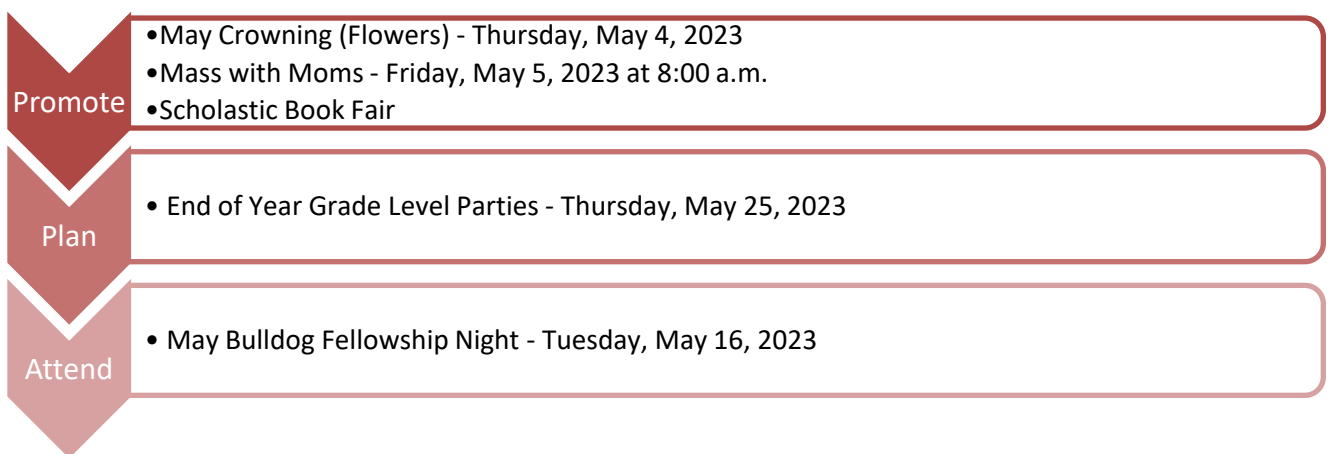 Promote
•May Crowning (Flowers) - Thursday, May 4, 2023
•Mass with Moms - Friday, May 5, 2023 at 8:00 a.m.
•Scholastic Book Fair
Plan
• End of Year Grade Level Parties - Thursday, May 25, 2023
Attend
• May Bulldog Fellowship Night - Tuesday, May 16, 2023